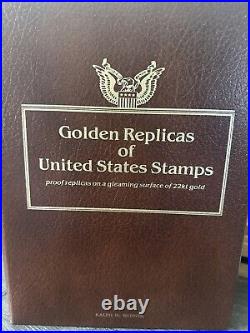 Golden Replicas
of
United States Stamps
proof replicas on a gleaming surface of 22kt gold